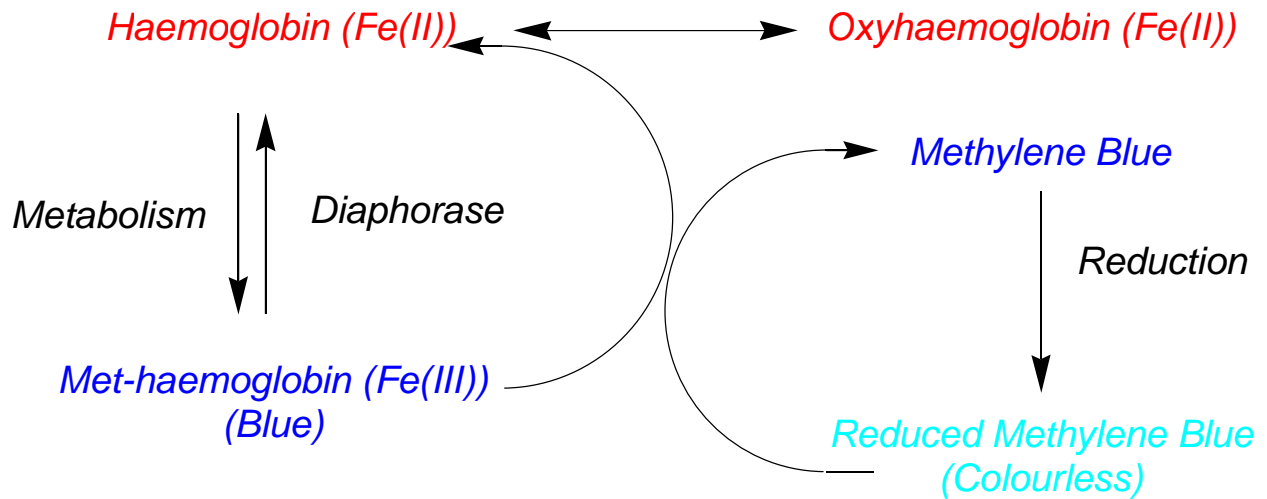 Haemoglobin (Fe(II))
Oxyhaemoglobin (Fe(II))
Methylene Blue
Metabolism
Diaphorase
Reduction
Met-haemoglobin (Fe(III))
(Blue)
Reduced Methylene Blue
(Colourless)